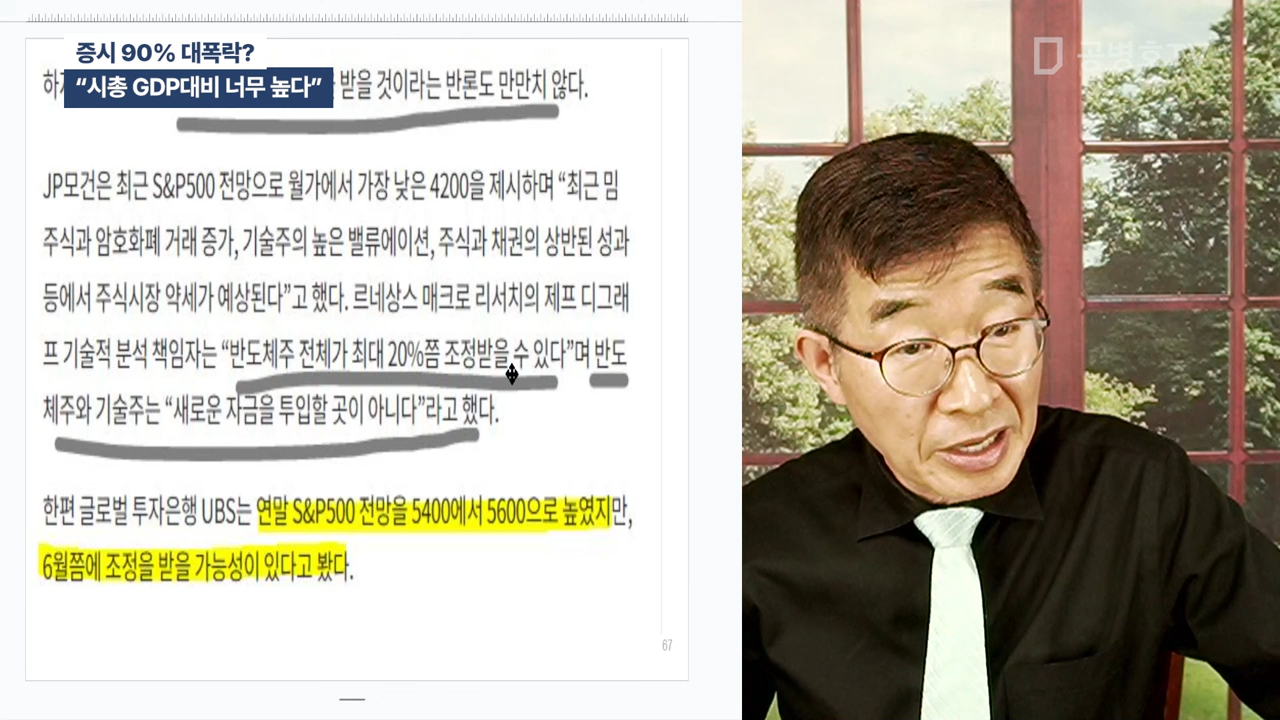 증시 90% 대폭락?
“시총 GDP대비 너무 높다”
받을 것이라는 반론도 만만치 않다.
JP모건은 최근 S&P500 전망으로 월가에서 가장 낮은 4200을 제시하며 “최근 밈
주식과 암호화폐 거래 증가, 기술주의 높은 밸류에이션, 주식과 채권의 상반된 성과
등에서 주식시장 약세가 예상된다”고 했다. 르네상스 매크로 리서치의 제프 디그래
프 기술적 분석 책임자는 “반도체주 전체가 최대 20%쯤 조정받을 수 있다”며 반도
체주와 기술주는 “새로운 자금을 투입할 곳이 아니다”라고 했다.
한편 글로벌 투자은행 UBS는 연말 S&P500 전망을 5400에서 5600으로 높였지만,
6월쯤에 조정을 받을 가능성이 있다고 봤다.
67